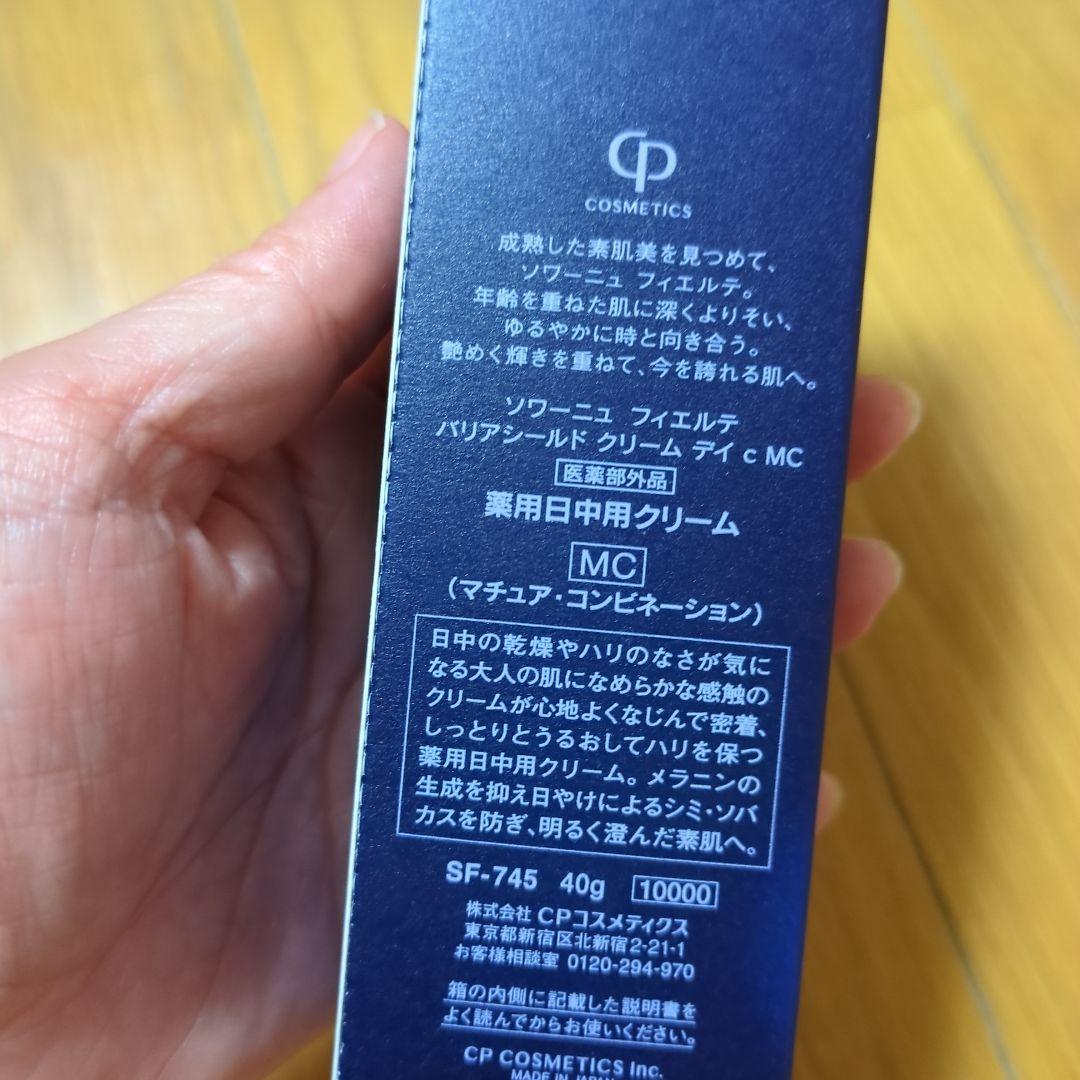 CP
COSMETICS
成熟した素肌美を見つめて、
ソワーニュ フィエルテ。
年齢を重ねた肌に深くよりそい、
ゆるやかに時と向き合う。
艶めく輝きを重ねて、今を誇れる肌へ。
ソワーニュ フィエルテ
バリアシールド クリーム デイ c MC
医薬部外品
薬用日中用クリーム
MC
（マチュア・コンビネーション）
日中の乾燥やハリのなさが気に
なる大人の肌になめらかな感触の
クリームが心地よくなじんで密着、
しっとりとうるおしてハリを保つ
薬用日中用クリーム。メラニンの
生成を抑え日やけによるシミ・ソバ
カスを防ぎ、明るく澄んだ素肌へ。
SF-745 40g 10000
株式会社 CPコスメティクス
東京都新宿区北新宿2-21-1
お客様相談室 0120-294-970
箱の内側に記載した説明書を
よく読んでからお使いください。
CP COSMETICS Inc.
MADE IN JAPAN